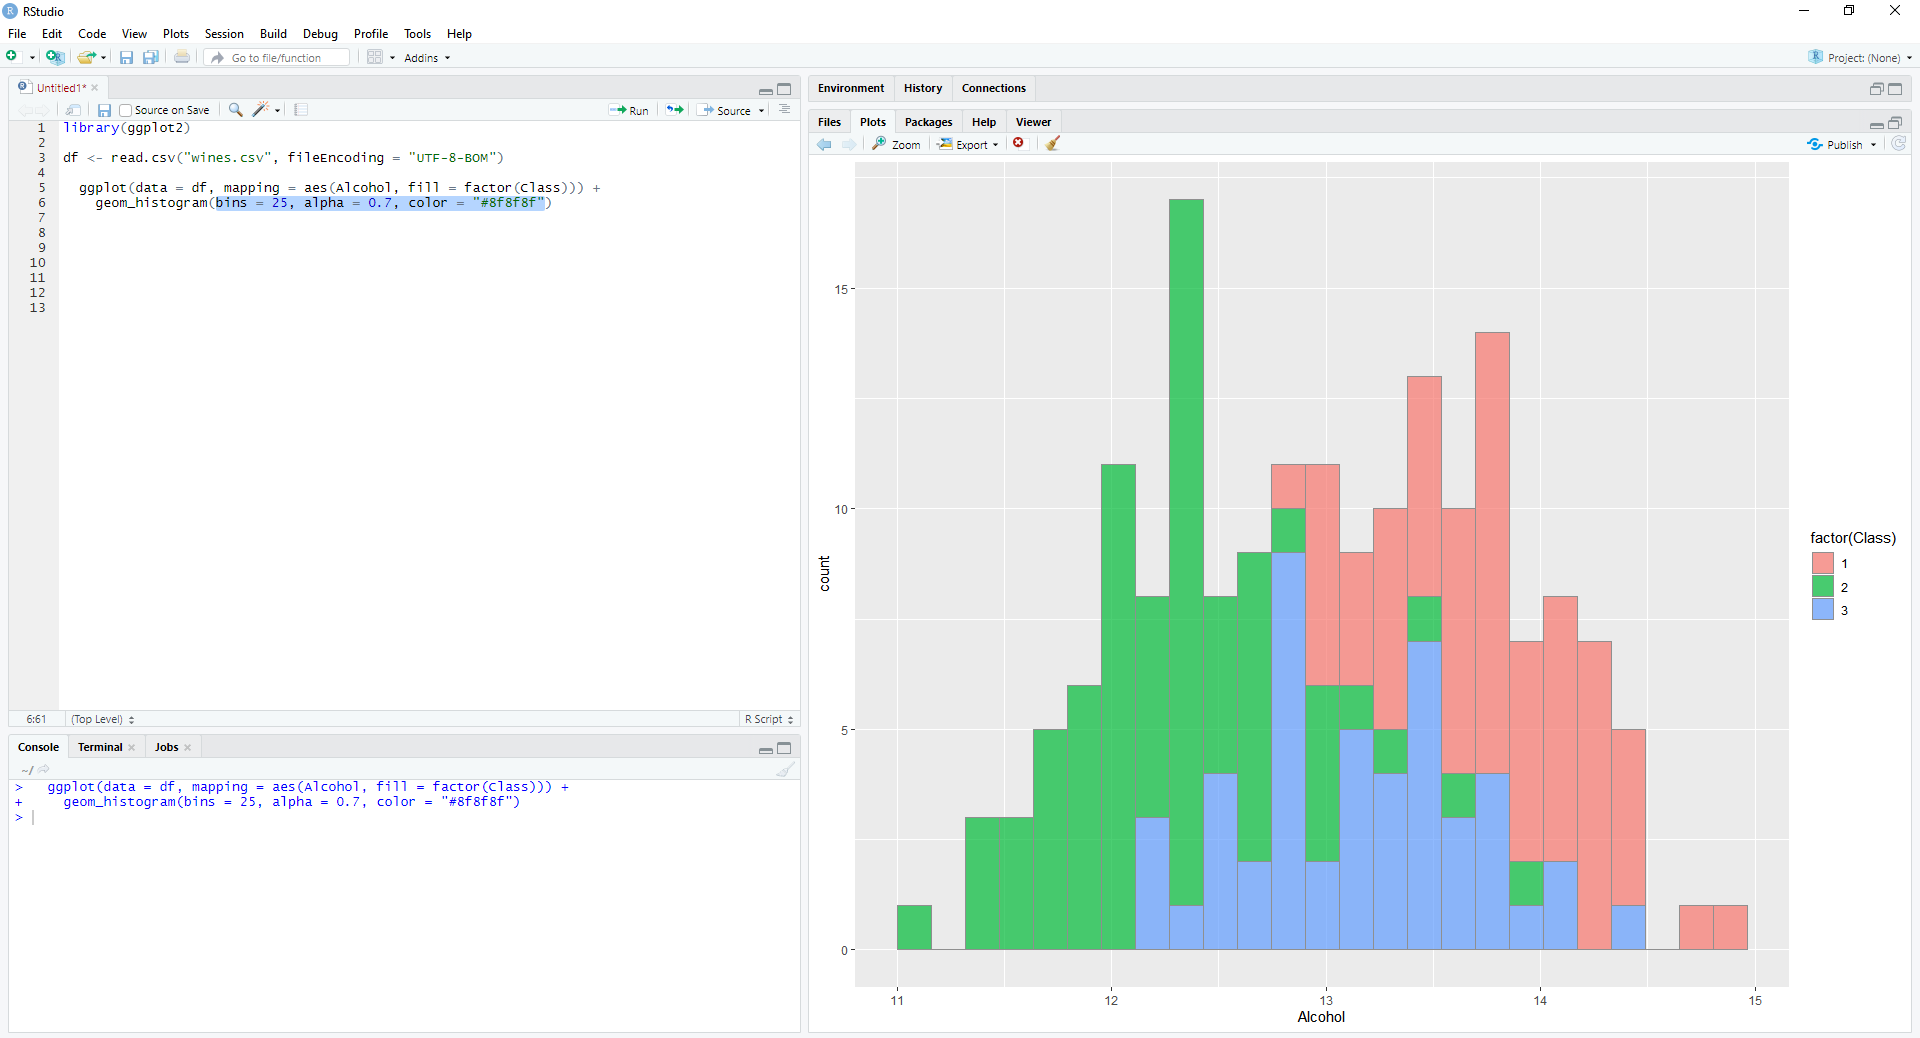 RStudio
File Edit Code View Plots Session Build Debug Profile Tools Help
Go to file/function Addins Project: (None)
Untitled1*
Source on Save Run Source
1 library(ggplot2)
2
3 df <- read.csv("wines.csv", fileEncoding = "UTF-8-BOM")
4
5 ggplot(data = df, mapping = aes(Alcohol, fill = factor(Class))) +
6 geom_histogram(bins = 25, alpha = 0.7, color = "#8f8f8f")
7
8
9
10
11
12
13
6:61 (Top Level) R Script
Console Terminal Jobs
~/
> ggplot(data = df, mapping = aes(Alcohol, fill = factor(Class))) +
+ geom_histogram(bins = 25, alpha = 0.7, color = "#8f8f8f")
>
Environment History Connections
Files Plots Packages Help Viewer
Zoom Export Publish
15
10
5
0
count
11 12 13 14 15
Alcohol
factor(Class)
1
2
3